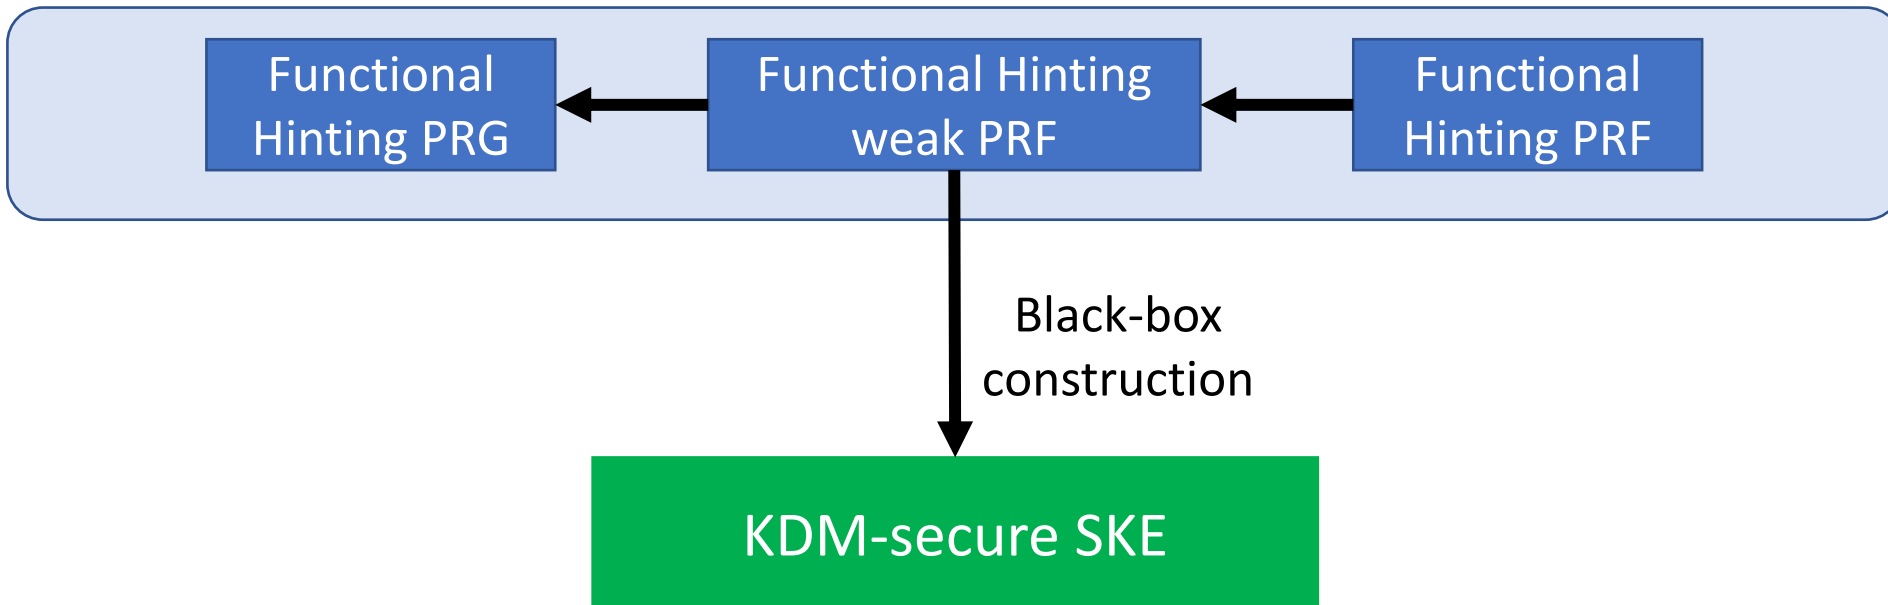 Functional
Hinting PRG
Functional Hinting
weak PRF
Functional
Hinting PRF
Black-box
construction
KDM-secure SKE